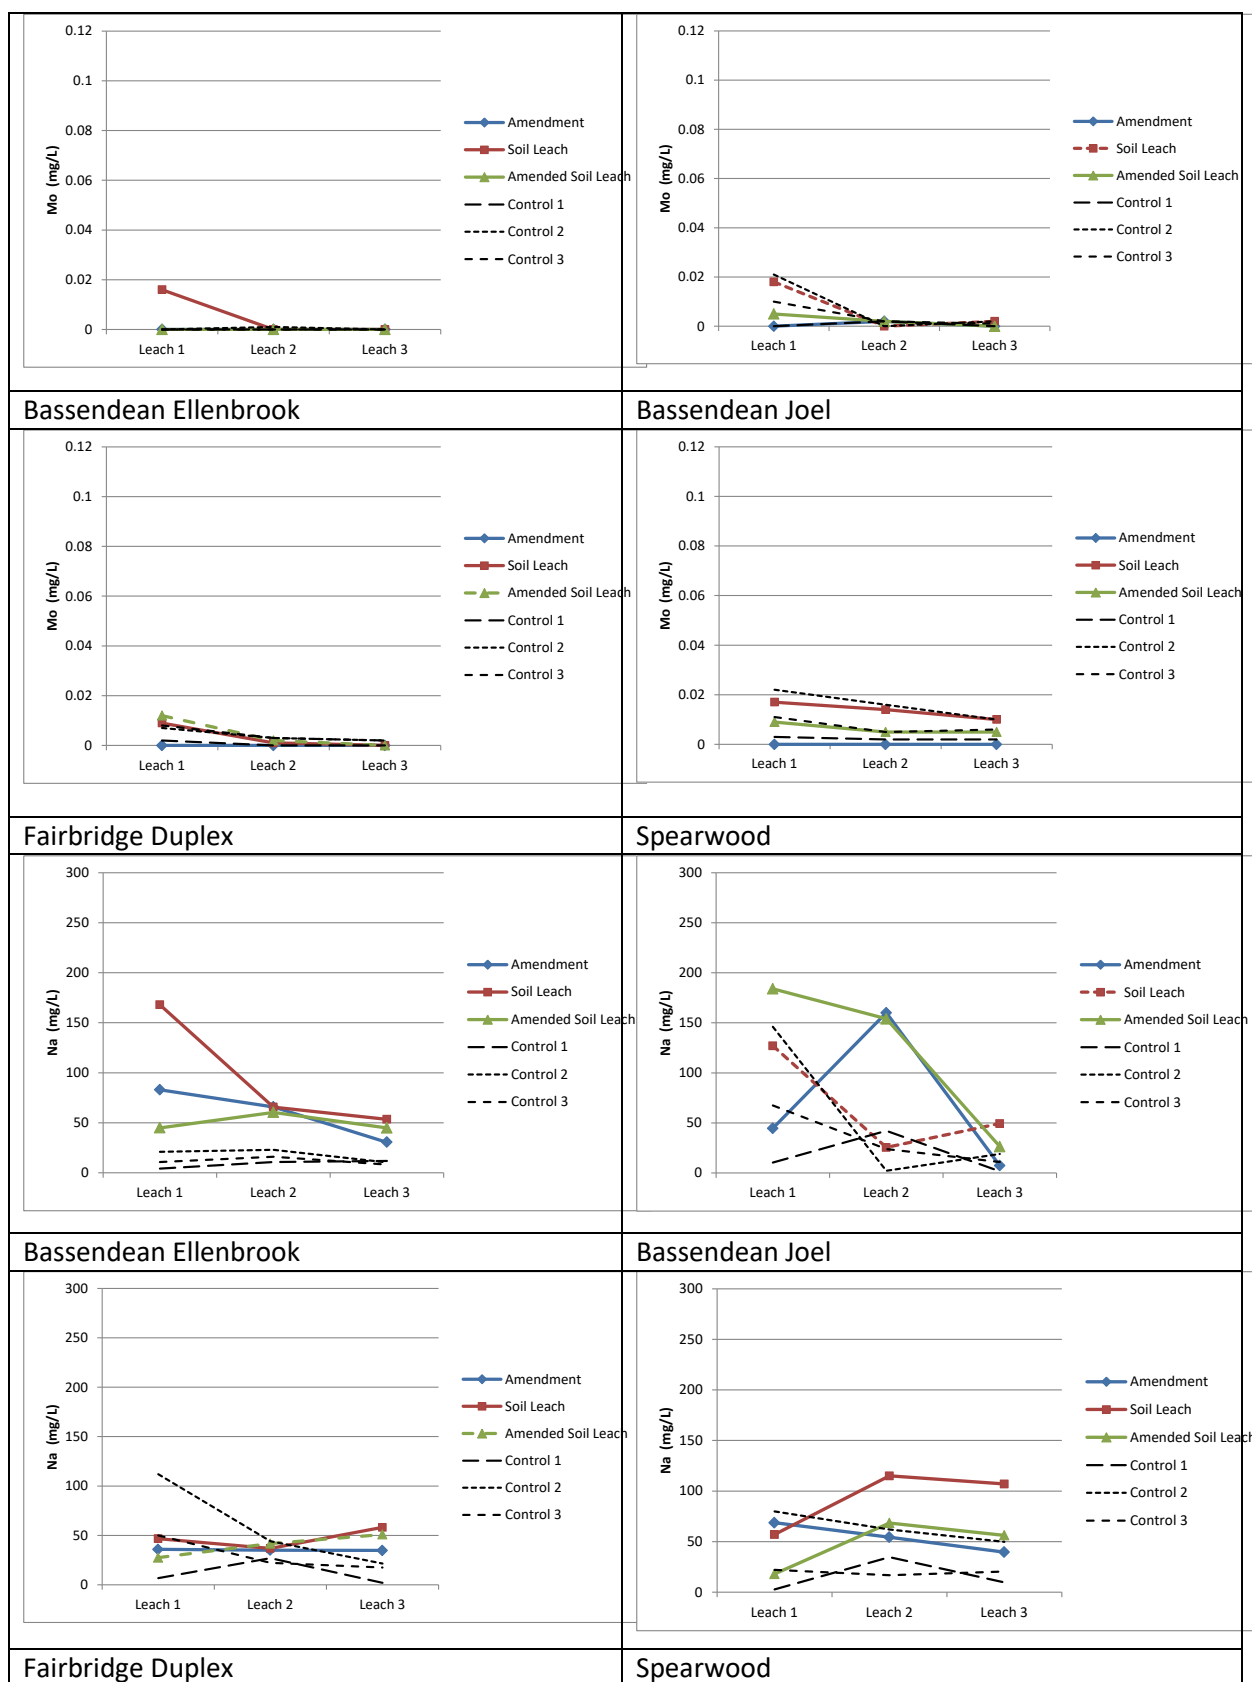 0.12
0.1
0.08
0.06
0.04
0.02
0
Mo (mg/L)
Leach 1 Leach 2 Leach 3
Amendment
Soil Leach
Amended Soil Leach
Control 1
Control 2
Control 3
0.12
0.1
0.08
0.06
0.04
0.02
0
Mo (mg/L)
Leach 1 Leach 2 Leach 3
Amendment
Soil Leach
Amended Soil Leach
Control 1
Control 2
Control 3
Bassendean Ellenbrook
Bassendean Joel
0.12
0.1
0.08
0.06
0.04
0.02
0
Mo (mg/L)
Leach 1 Leach 2 Leach 3
Amendment
Soil Leach
Amended Soil Leach
Control 1
Control 2
Control 3
0.12
0.1
0.08
0.06
0.04
0.02
0
Mo (mg/L)
Leach 1 Leach 2 Leach 3
Amendment
Soil Leach
Amended Soil Leach
Control 1
Control 2
Control 3
Fairbridge Duplex
Spearwood
300
250
200
150
100
50
0
Na (mg/L)
Leach 1 Leach 2 Leach 3
Amendment
Soil Leach
Amended Soil Leach
Control 1
Control 2
Control 3
300
250
200
150
100
50
0
Na (mg/L)
Leach 1 Leach 2 Leach 3
Amendment
Soil Leach
Amended Soil Leach
Control 1
Control 2
Control 3
Bassendean Ellenbrook
Bassendean Joel
300
250
200
150
100
50
0
Na (mg/L)
Leach 1 Leach 2 Leach 3
Amendment
Soil Leach
Amended Soil Leach
Control 1
Control 2
Control 3
300
250
200
150
100
50
0
Na (mg/L)
Leach 1 Leach 2 Leach 3
Amendment
Soil Leach
Amended Soil Leach
Control 1
Control 2
Control 3
Fairbridge Duplex
Spearwood